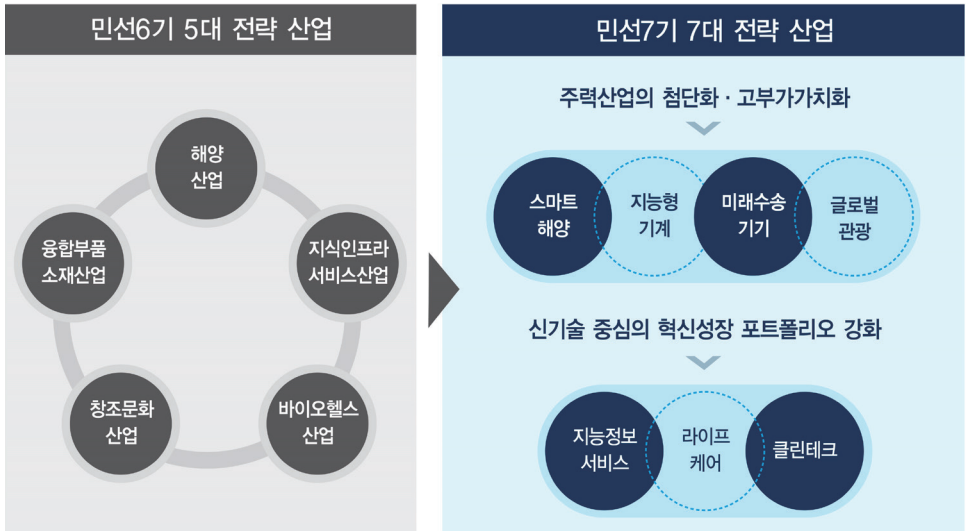 민선6기 5대 전략 산업
해양
산업
융합부품
소재산업
지식인프라
서비스산업
창조문화
산업
바이오헬스
산업
민선7기 7대 전략 산업
주력산업의 첨단화 · 고부가가치화
스마트
해양
지능형
기계
미래수송
기기
글로벌
관광
신기술 중심의 혁신성장 포트폴리오 강화
지능정보
서비스
라이프
케어
클린테크